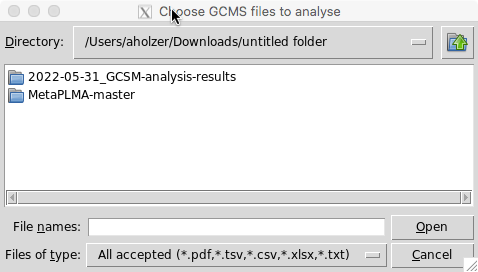 Choose GCMS files to analyse
Directory: /Users/aholzer/Downloads/untitled folder
2022-05-31_GCSM-analysis-results
MetaPLMA-master
File names: Open
Files of type: All accepted (*.pdf,*.tsv,*.csv,*.xlsx,*.txt) Cancel